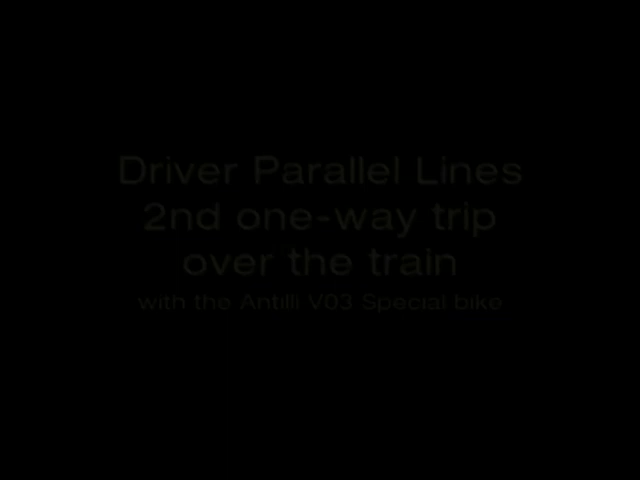 Driver Parallel Lines
2nd one-way trip
over the train
with the Antilli V03 Special bike